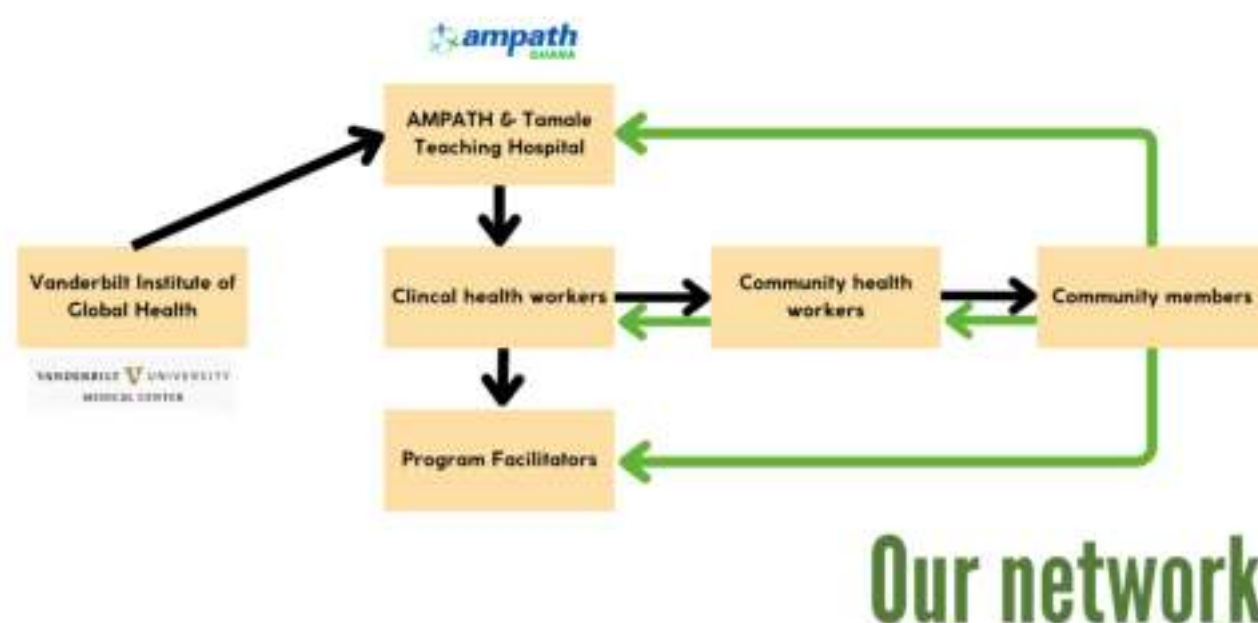 ampath
GHANA
AMPATH & Tamale
Teaching Hospital
Vanderbilt Institute of
Global Health
VANDERBILT V UNIVERSITY
MEDICAL CENTER
Clincal health workers
Community health
workers
Community members
Program Facilitators
Our network